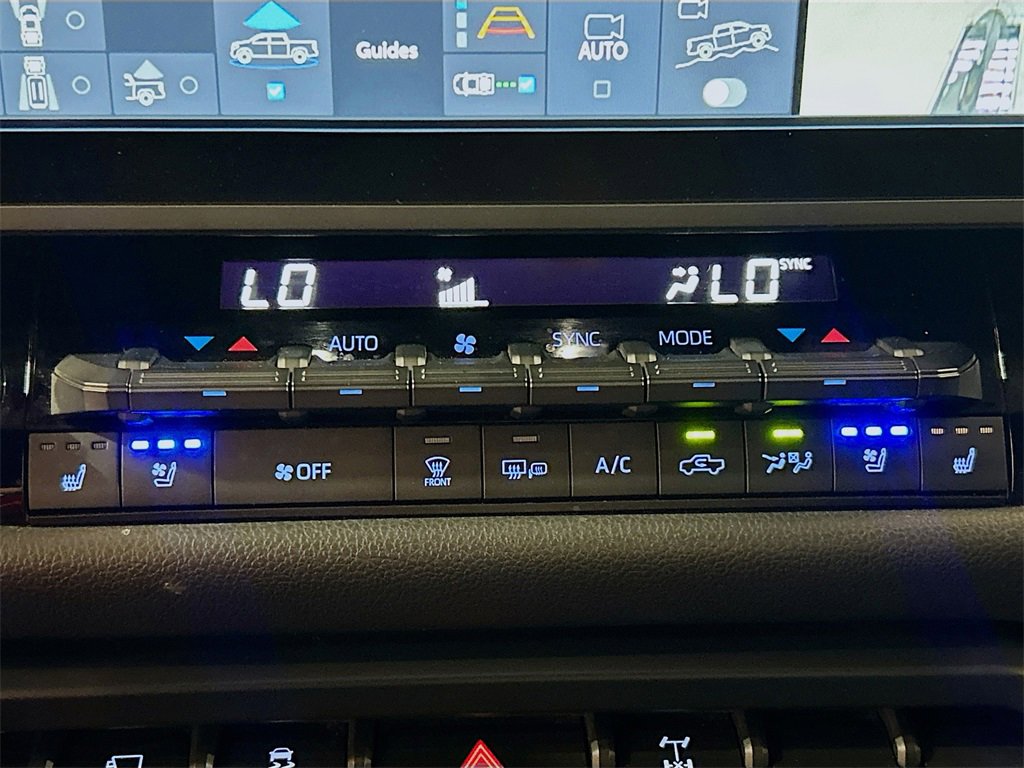 Guides
AUTO
LO
LO SYNC
AUTO
SYNC
MODE
OFF
FRONT
A/C